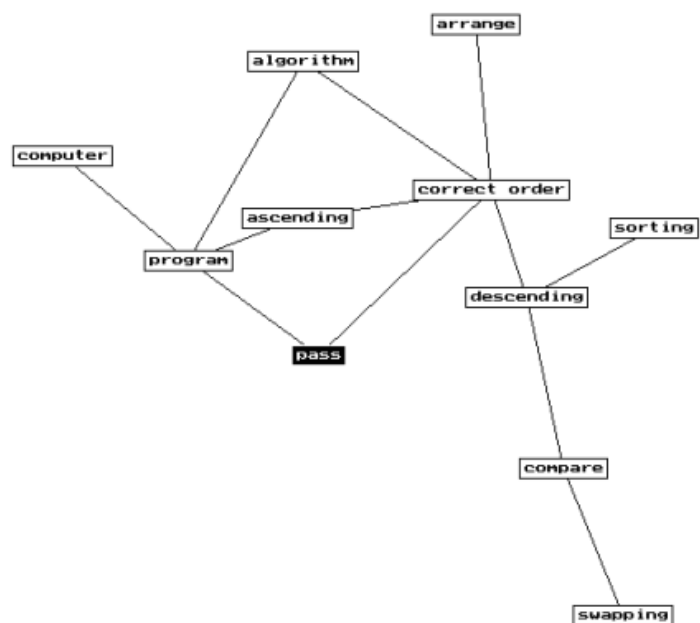 arrange
algorithm
computer
correct order
ascending
sorting
program
descending
pass
compare
swapping